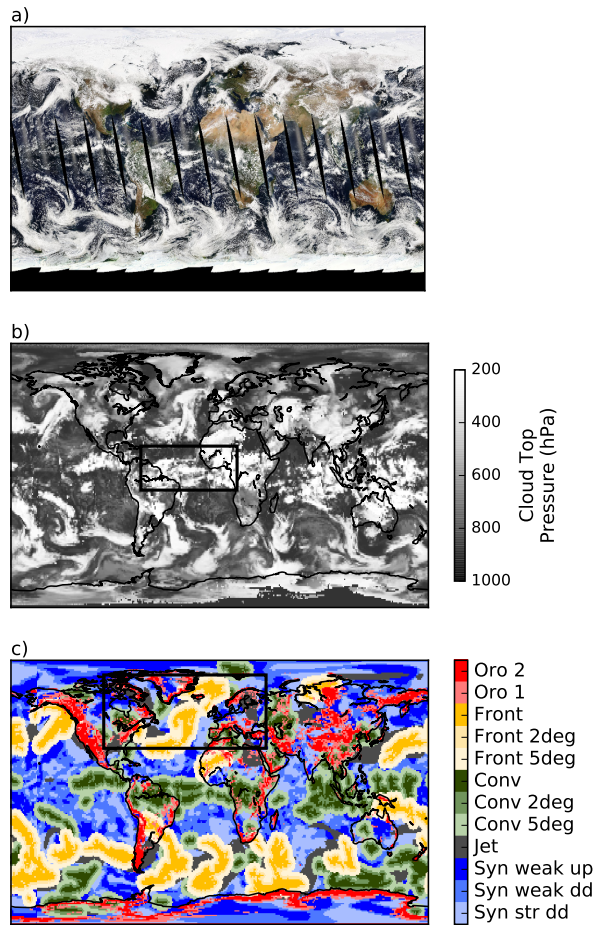 a)
b)
200
400
600
800
1000
Cloud Top
Pressure (hPa)
c)
Oro 2
Oro 1
Front
Front 2deg
Front 5deg
Conv
Conv 2deg
Conv 5deg
Jet
Syn weak up
Syn weak dd
Syn str dd